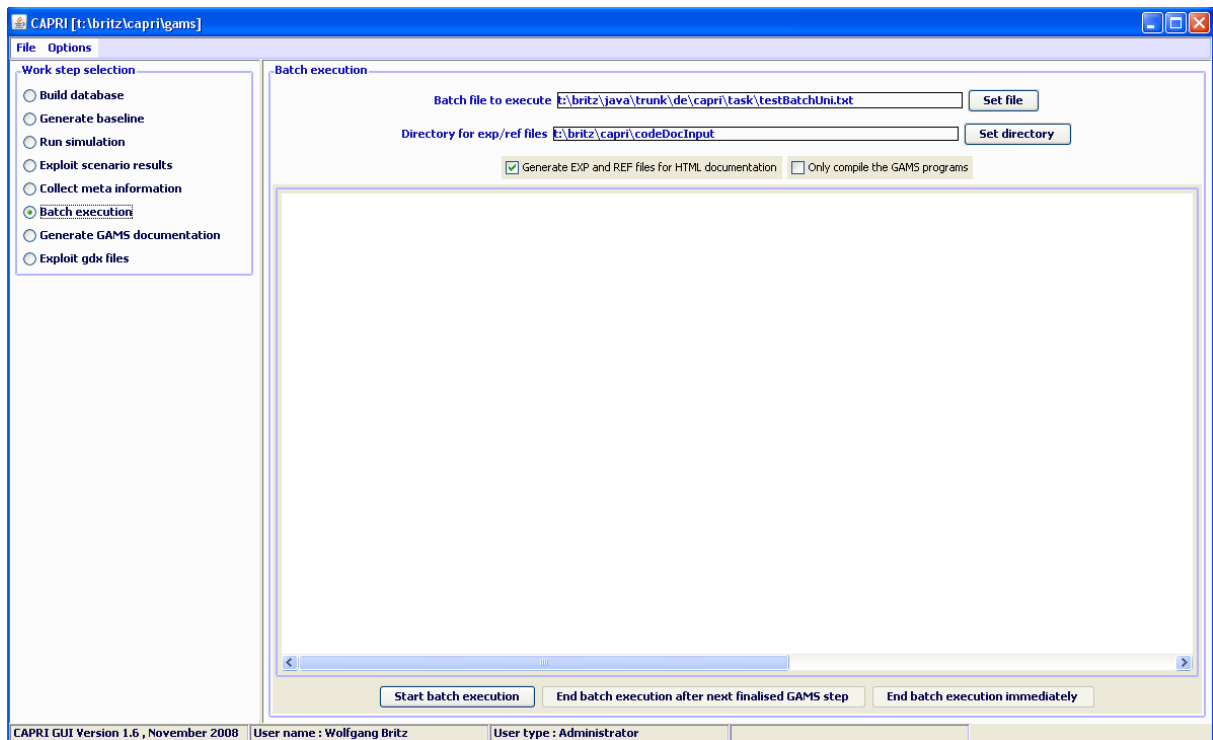 CAPRI [t:\britz\capri\gams]
File Options
Work step selection
Build database
Generate baseline
Run simulation
Exploit scenario results
Collect meta information
Batch execution
Generate GAMS documentation
Exploit gdx files
Batch execution
Batch file to execute t:\britz\java\trunk\de\capri\task\testBatchUni.txt Set file
Directory for exp/ref files t:\britz\capri\codeDocInput Set directory
Generate EXP and REF files for HTML documentation Only compile the GAMS programs
Start batch execution End batch execution after next finalised GAMS step End batch execution immediately
CAPRI GUI Version 1.6 , November 2008 User name : Wolfgang Britz User type : Administrator